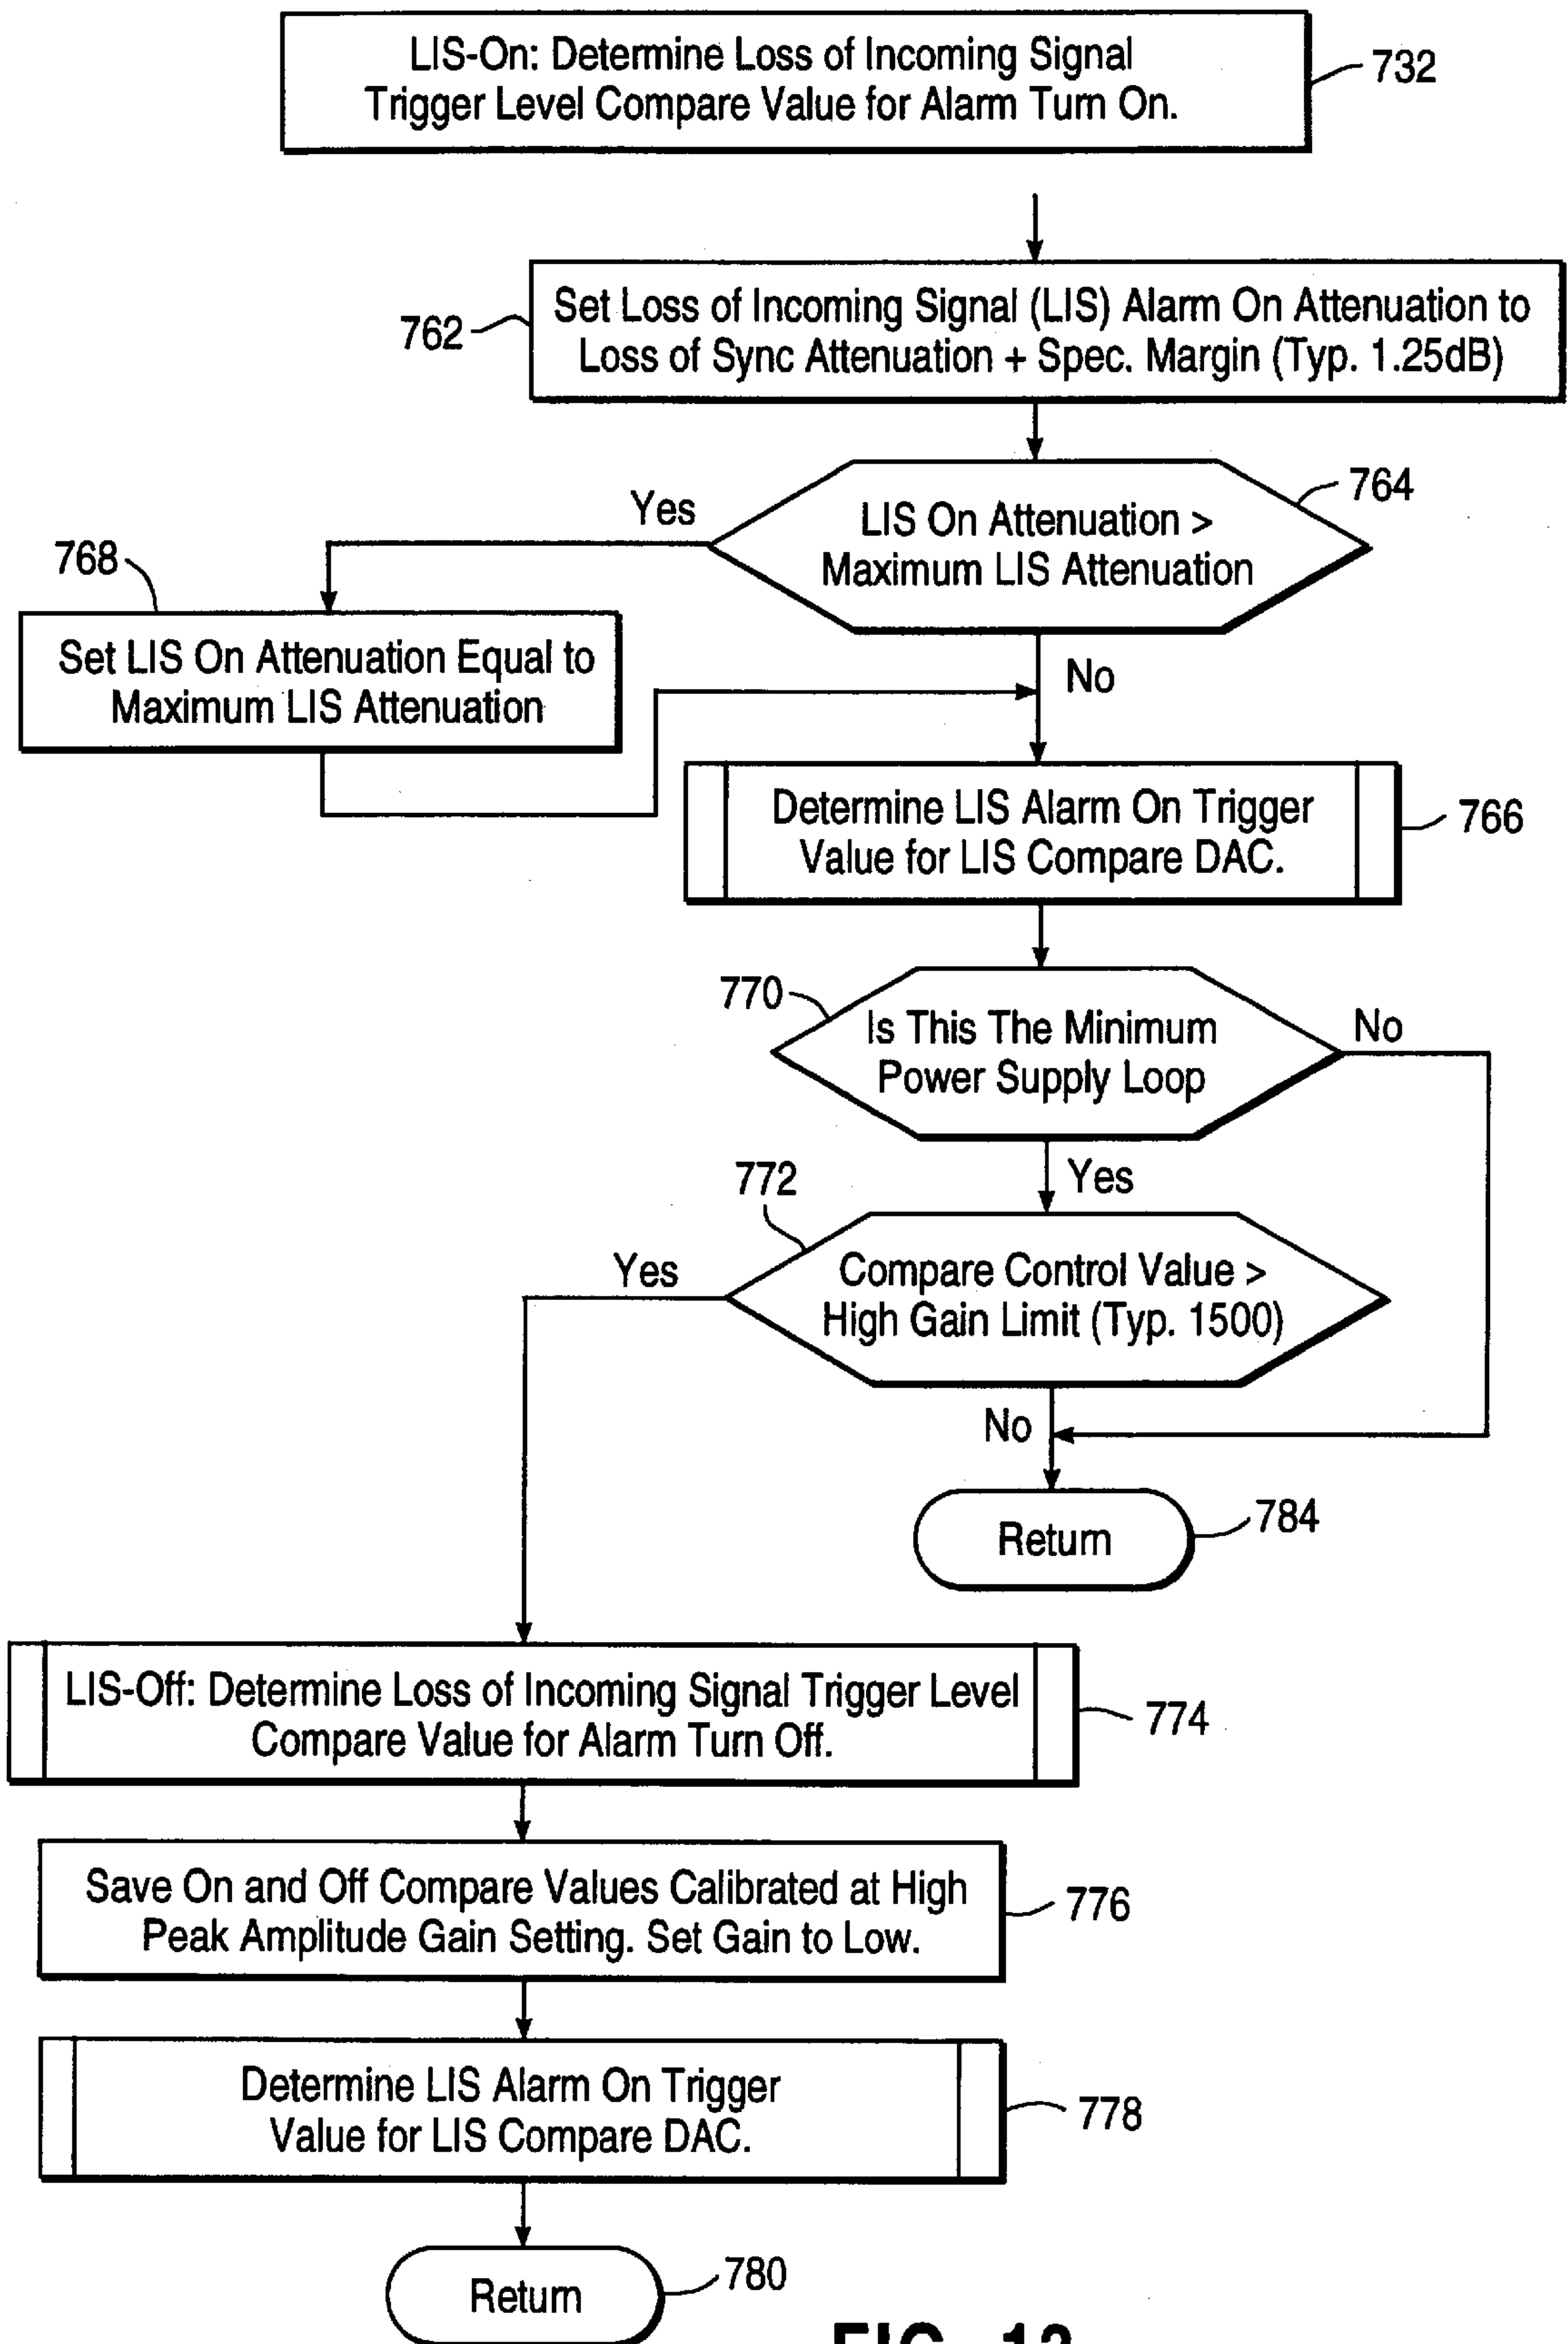 LIS-On: Determine Loss of Incoming Signal
Trigger Level Compare Value for Alarm Turn On.
732
762
Set Loss of Incoming Signal (LIS) Alarm On Attenuation to
Loss of Sync Attenuation + Spec. Margin (Typ. 1.25dB)
764
LIS On Attenuation >
Maximum LIS Attenuation
Yes
768
Set LIS On Attenuation Equal to
Maximum LIS Attenuation
No
Determine LIS Alarm On Trigger
Value for LIS Compare DAC.
766
770
Is This The Minimum
Power Supply Loop
No
Yes
772
Compare Control Value >
High Gain Limit (Typ. 1500)
Yes
No
Return
784
LIS-Off: Determine Loss of Incoming Signal Trigger Level
Compare Value for Alarm Turn Off.
774
Save On and Off Compare Values Calibrated at High
Peak Amplitude Gain Setting. Set Gain to Low.
776
Determine LIS Alarm On Trigger
Value for LIS Compare DAC.
778
Return
780